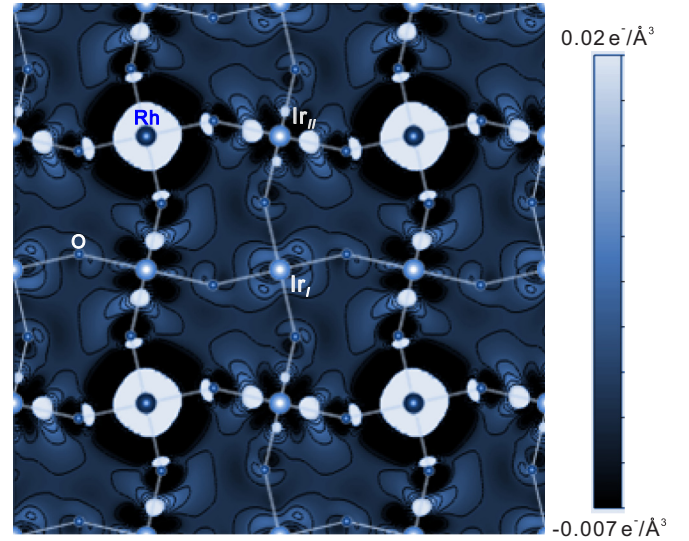 0.02 e⁻/Å³
Rh
Ir_II
O
Ir_I
-0.007 e⁻/Å³